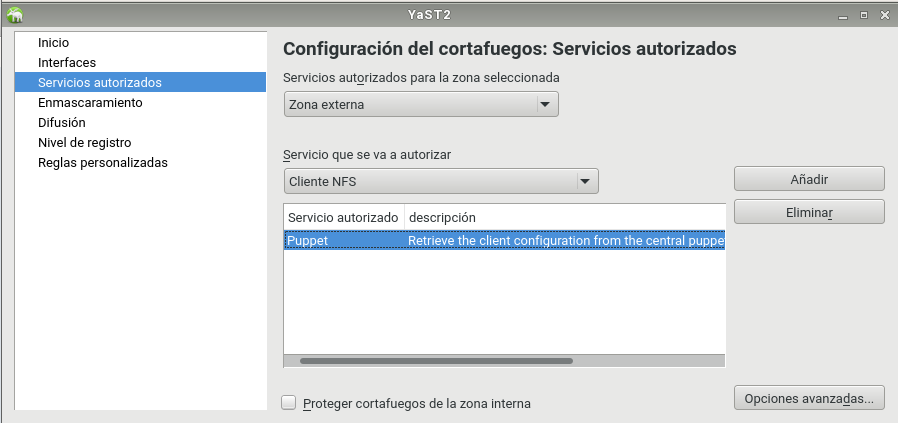 YaST2
Inicio
Interfaces
Servicios autorizados
Enmascaramiento
Difusión
Nivel de registro
Reglas personalizadas
Configuración del cortafuegos: Servicios autorizados
Servicios autorizados para la zona seleccionada
Zona externa
Servicio que se va a autorizar
Cliente NFS
Añadir
Eliminar
Servicio autorizado descripción
Puppet Retrieve the client configuration from the central puppet
Proteger cortafuegos de la zona interna
Opciones avanzadas...